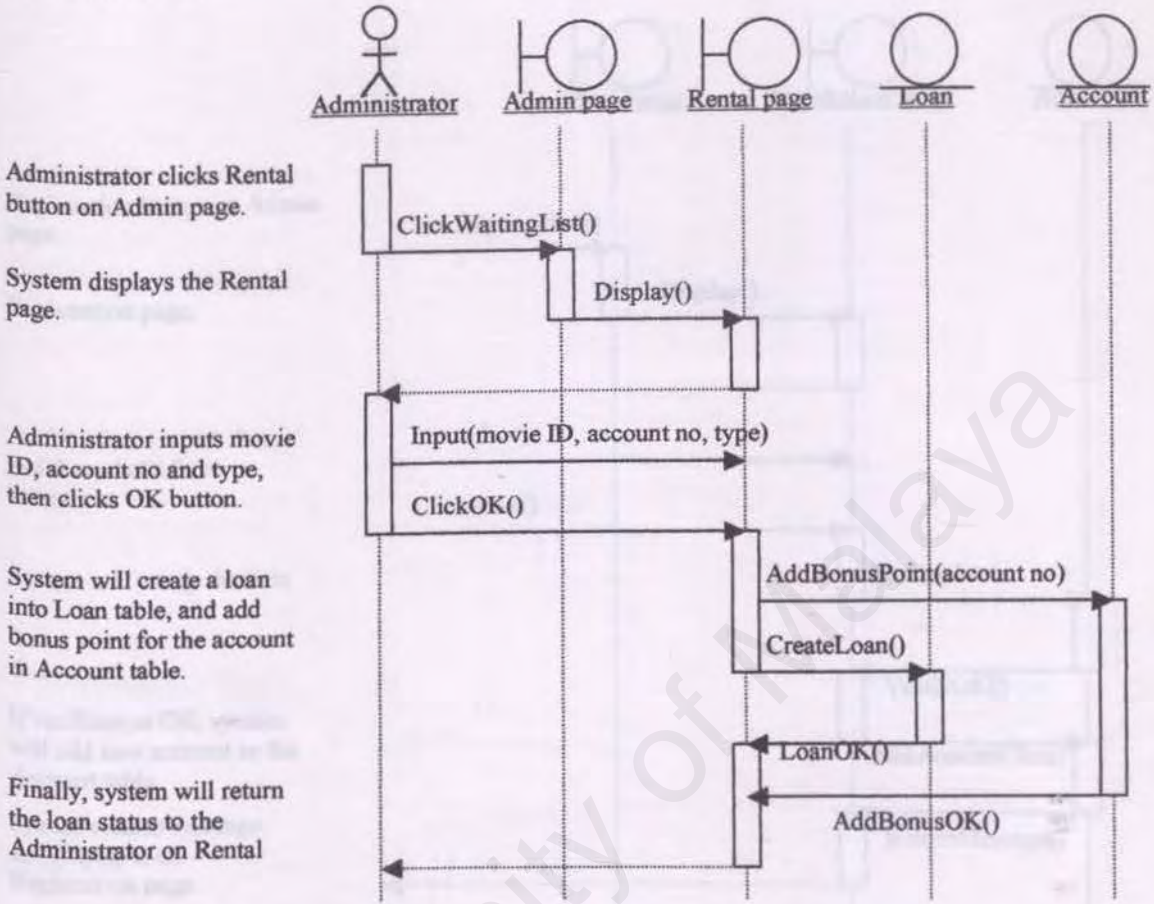 Administrator
Admin page
Rental page
Loan
Account
Administrator clicks Rental
button on Admin page.
ClickWaitingList()
System displays the Rental
page.
Display()
Administrator inputs movie
ID, account no and type,
then clicks OK button.
Input(movie ID, account no, type)
ClickOK()
System will create a loan
into Loan table, and add
bonus point for the account
in Account table.
AddBonusPoint(account no)
CreateLoan()
LoanOK()
Finally, system will return
the loan status to the
Administrator on Rental
AddBonusOK()
University of Malaya